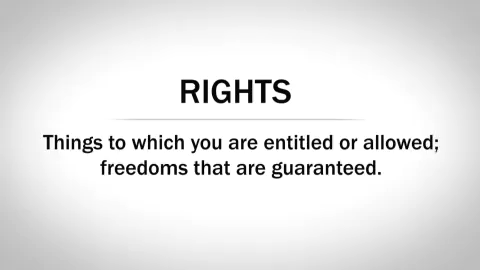 RIGHTS
Things to which you are entitled or allowed;
freedoms that are guaranteed.